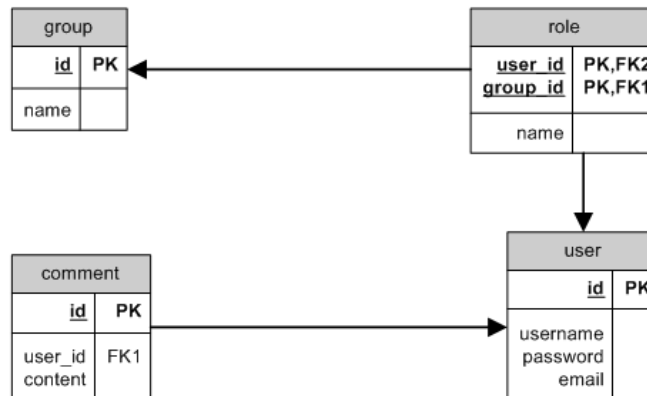 group
id PK
name
role
user_id PK,FK2
group_id PK,FK1
name
comment
id PK
user_id FK1
content
user
id PK
username
password
email